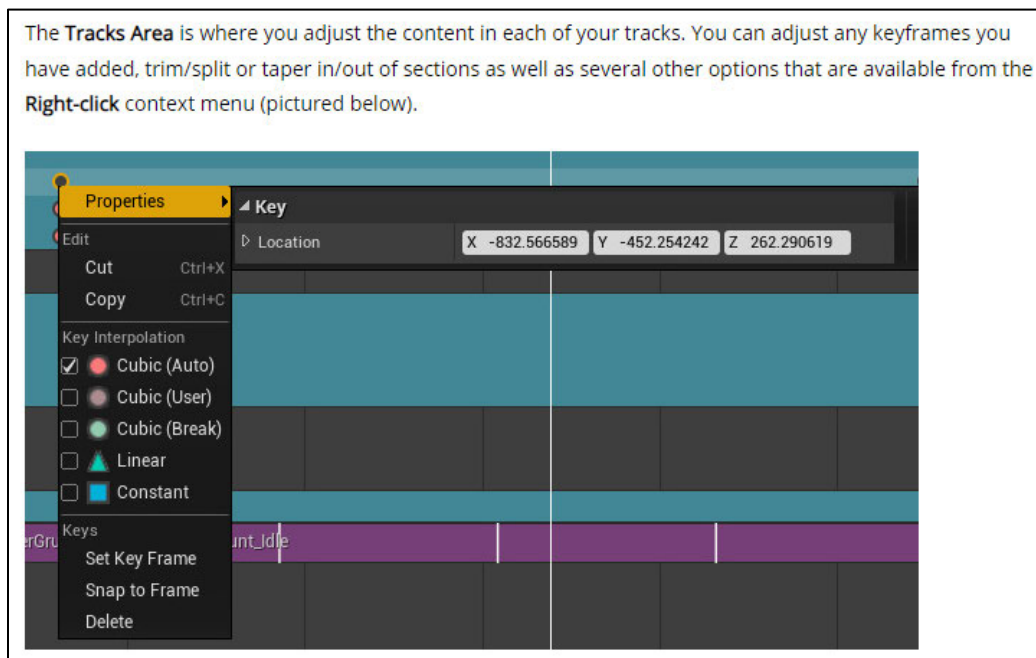 The Tracks Area is where you adjust the content in each of your tracks. You can adjust any keyframes you
have added, trim/split or taper in/out of sections as well as several other options that are available from the
Right-click context menu (pictured below).
Properties
Key
Location X -832.566589 Y -452.254242 Z 262.290619
Edit
Cut Ctrl+X
Copy Ctrl+C
Key Interpolation
Cubic (Auto)
Cubic (User)
Cubic (Break)
Linear
Constant
Keys
Set Key Frame
Snap to Frame
Delete